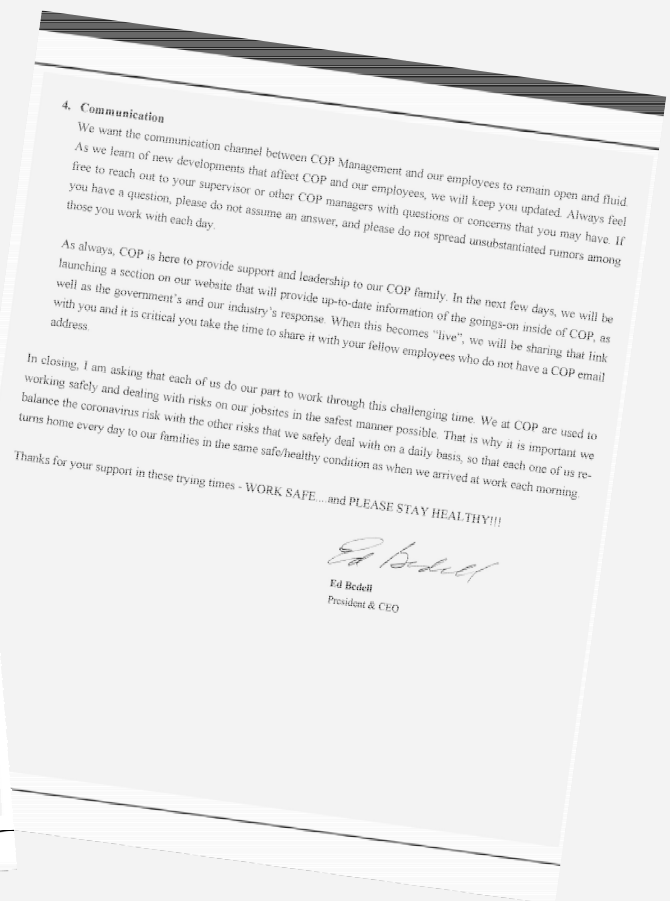 4. Communication
We want the communication channel between COP Management and our employees to remain open and fluid.
As we learn of new developments that affect COP and our employees, we will keep you updated. Always feel
free to reach out to your supervisor or other COP managers with questions or concerns that you may have. If
you have a question, please do not assume an answer, and please do not spread unsubstantiated rumors among
those you work with each day.
As always, COP is here to provide support and leadership to our COP family. In the next few days, we will be
launching a section on our website that will provide up-to-date information of the goings-on inside of COP, as
well as the government's and our industry's response. When this becomes "live", we will be sharing that link
with you and it is critical you take the time to share it with your fellow employees who do not have a COP email
address.
In closing, I am asking that each of us do our part to work through this challenging time. We at COP are used to
working safely and dealing with risks on our jobsites in the safest manner possible. That is why it is important we
balance the coronavirus risk with the other risks that we safely deal with on a daily basis, so that each one of us re-
turns home every day to our families in the same safe/healthy condition as when we arrived at work each morning.
Thanks for your support in these trying times - WORK SAFE....and PLEASE STAY HEALTHY!!!
Ed Bedell
Ed Bedell
President & CEO